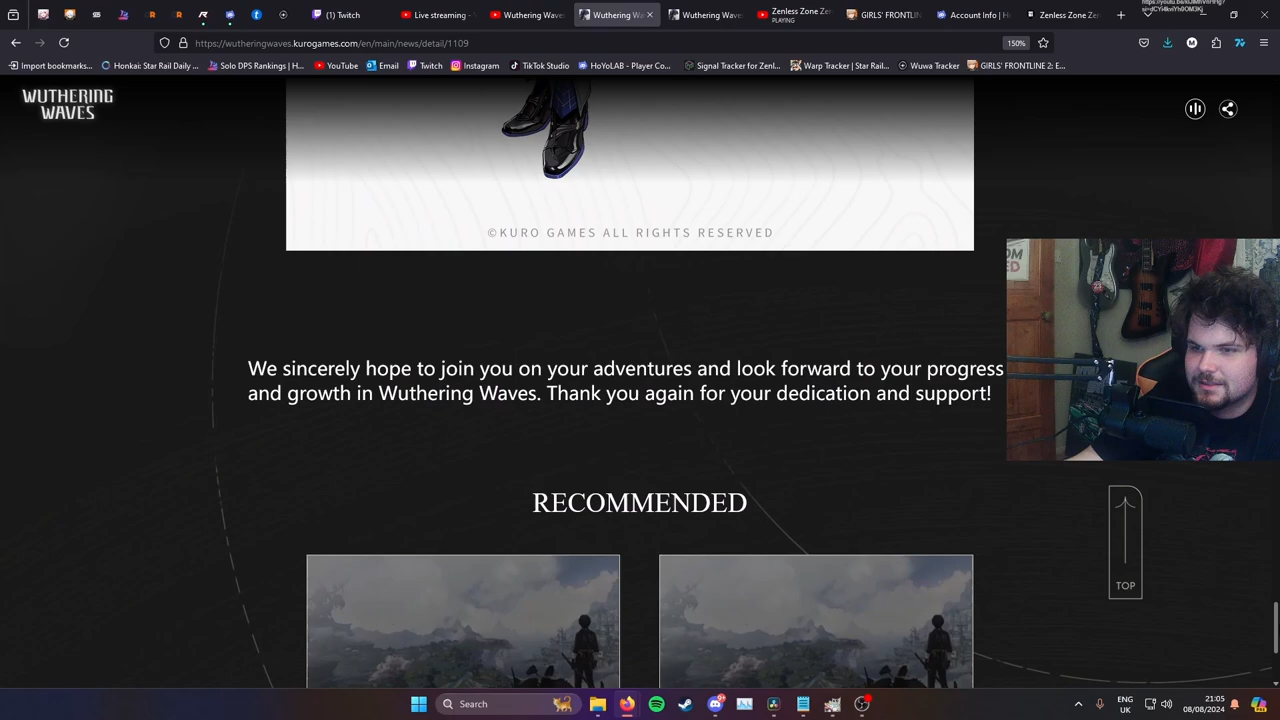 Twitch
Live streaming
Wuthering Waves
Wuthering Wa
Wuthering Waves
Zenless Zone Ze
PLAYING
GIRLS' FRONTLIN
Account Info | H
Zenless Zone Ze
https://wutheringwaves.kurogames.com/en/main/news/detail/1109
150%
Import bookmarks...
Honkai: Star Rail Daily ...
Solo DPS Rankings | H...
YouTube
Email
Twitch
Instagram
TikTok Studio
HoYoLAB - Player Co...
Signal Tracker for Zenl...
Warp Tracker | Star Rail...
Wuwa Tracker
GIRLS' FRONTLINE 2: E...
WUTHERING
WAVES
©KURO GAMES ALL RIGHTS RESERVED
We sincerely hope to join you on your adventures and look forward to your progress
and growth in Wuthering Waves. Thank you again for your dedication and support!
RECOMMENDED
TOP
Search
ENG
UK
21:05
08/08/2024